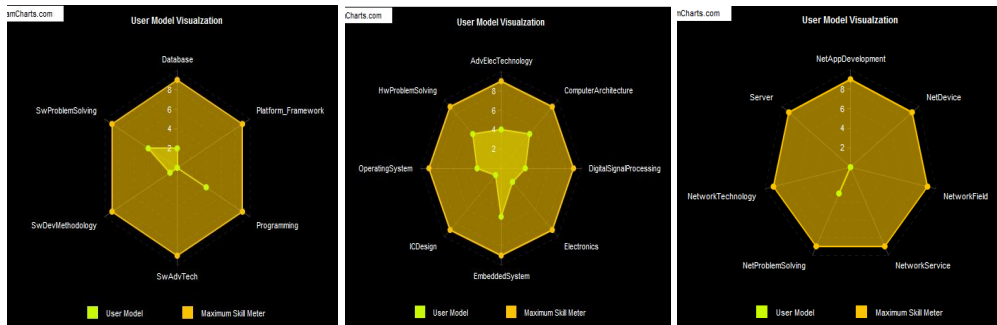 amCharts.com
User Model Visualzation
Database
8
6
4
2
0
SwProblemSolving
Platform_Framework
SwDevMethodology
Programming
SwAdvTech
User Model
Maximum Skill Meter
mCharts.com
User Model Visualzation
AdvElecTechnology
8
6
4
2
HwProblemSolving
ComputerArchitecture
OperatingSystem
DigitalSignalProcessing
ICDesign
Electronics
EmbeddedSystem
User Model
Maximum Skill Meter
mCharts.com
User Model Visualzation
NetAppDevelopment
8
6
4
2
Server
NetDevice
NetworkTechnology
NetworkField
NetProblemSolving
NetworkService
User Model
Maximum Skill Meter